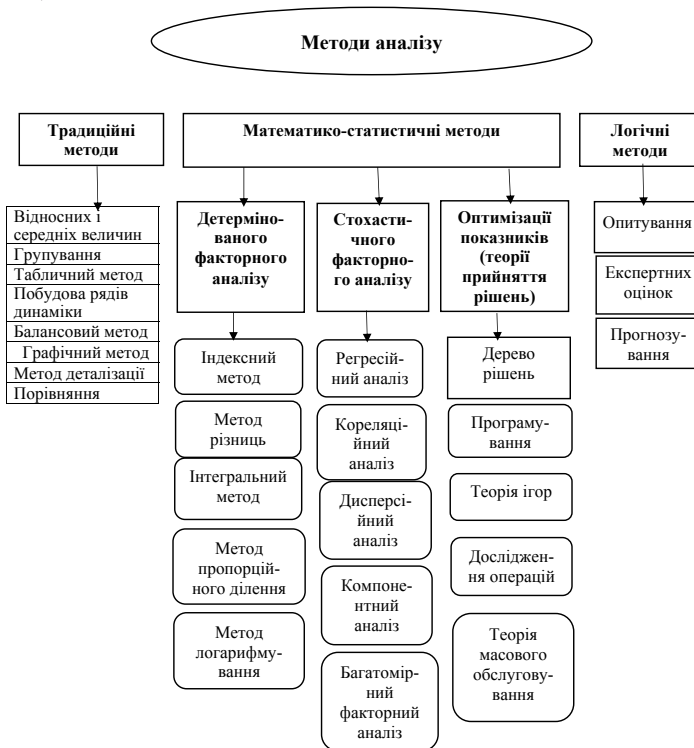 Методи аналізу
Традиційні
методи
Математико-статистичні методи
Логічні
методи
Відносних і
середніх величин
Групування
Табличний метод
Побудова рядів
динаміки
Балансовий метод
Графічний метод
Метод деталізації
Порівняння
Детерміно-
ваного
факторного
аналізу
Індексний
метод
Метод
різниць
Інтегральний
метод
Метод
пропорцій-
ного ділення
Метод
логарифму-
вання
Стохасти-
чного
факторно-
го аналізу
Регресій-
ний аналіз
Кореляці-
йний
аналіз
Дисперсі-
йний
аналіз
Компоне-
нтний
аналіз
Багатомір-
ний
факторний
аналіз
Оптимізації
показників
(теорії
прийняття
рішень)
Дерево
рішень
Програму-
вання
Теорія ігор
Досліджен-
ня операцій
Теорія
масового
обслугову-
вання
Опитування
Експертних
оцінок
Прогнозу-
вання